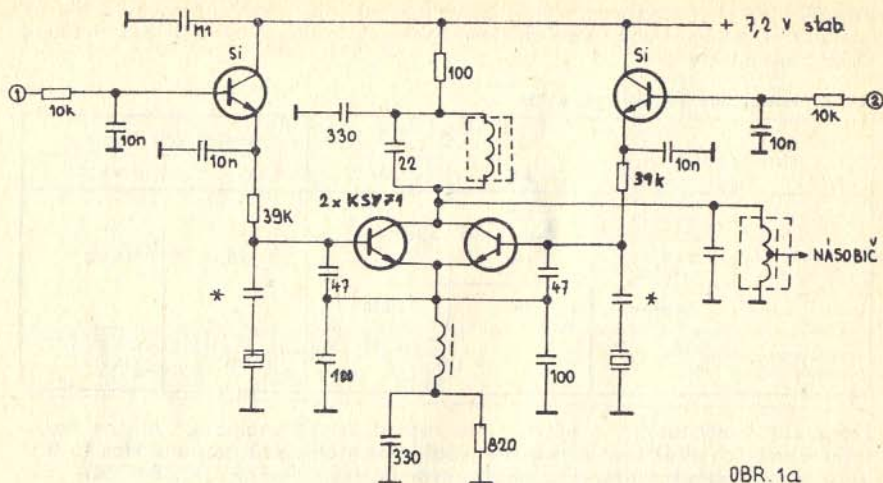 M1
+ 7,2 v stab.
Si
Si
100
1
10k
10n
10n
330
22
39k
10n
10n
10k
2
39k
2x KSY71
NÁSOBIČ
47
47
*
*
100
100
330
820
OBR. 1a